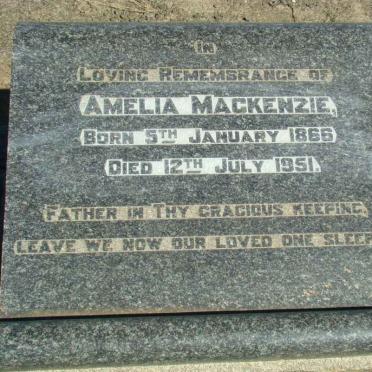 IN
LOVING REMEMBRANCE OF
AMELIA MACKENZIE,
BORN 5TH JANUARY 1866
DIED 12TH JULY 1951.
FATHER IN THY GRACIOUS KEEPING,
LEAVE WE NOW OUR LOVED ONE SLEEP